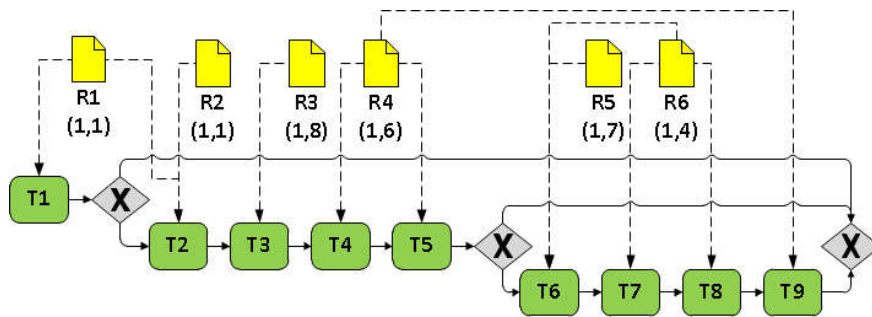 R1
(1,1)
R2
(1,1)
R3
(1,8)
R4
(1,6)
R5
(1,7)
R6
(1,4)
T1
X
T2
T3
T4
T5
X
X
T6
T7
T8
T9